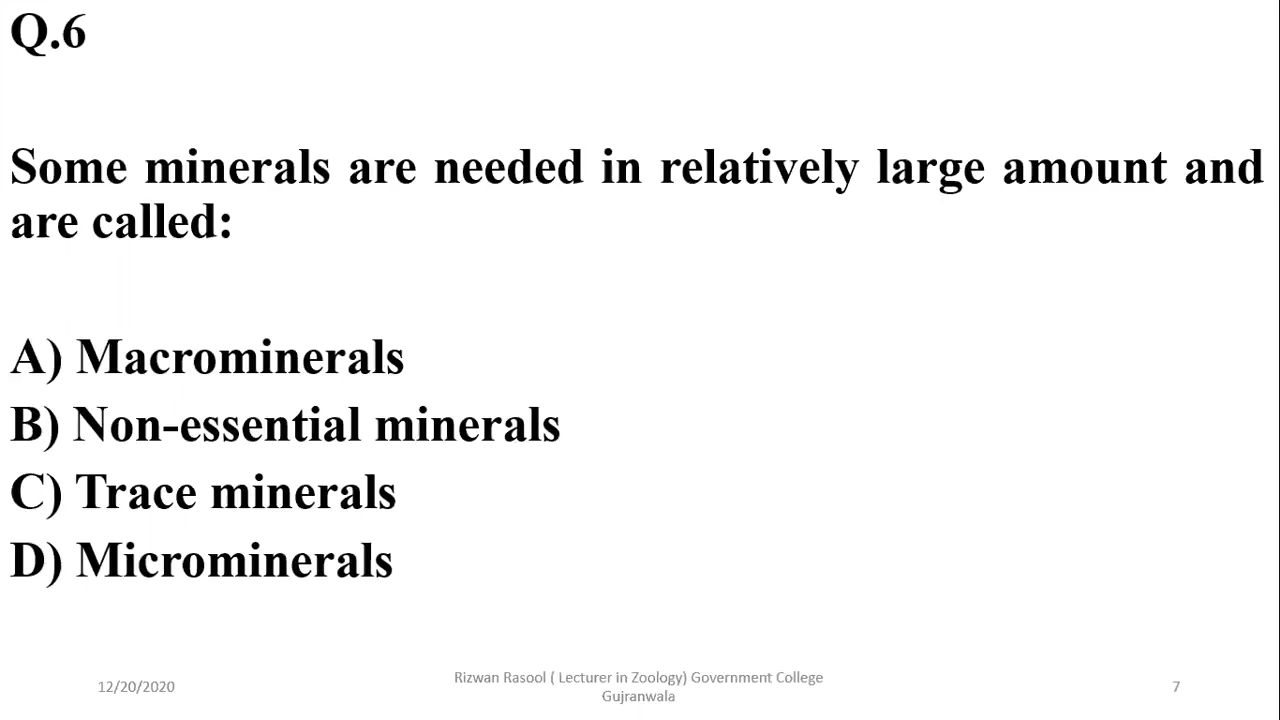 Q.6
Some minerals are needed in relatively large amount and
are called:
A) Macrominerals
B) Non-essential minerals
C) Trace minerals
D) Microminerals
12/20/2020
Rizwan Rasool ( Lecturer in Zoology) Government College
Gujranwala
7